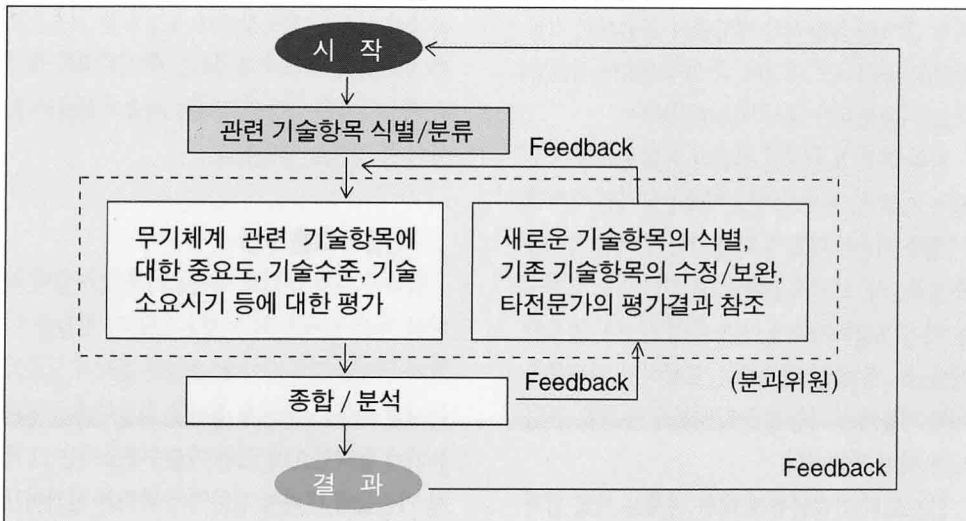 시 작
관련 기술항목 식별/분류
Feedback
무기체계 관련 기술항목에
대한 중요도, 기술수준, 기술
소요시기 등에 대한 평가
새로운 기술항목의 식별,
기존 기술항목의 수정/보완,
타전문가의 평가결과 참조
종합 / 분석
Feedback
(분과위원)
결 과
Feedback